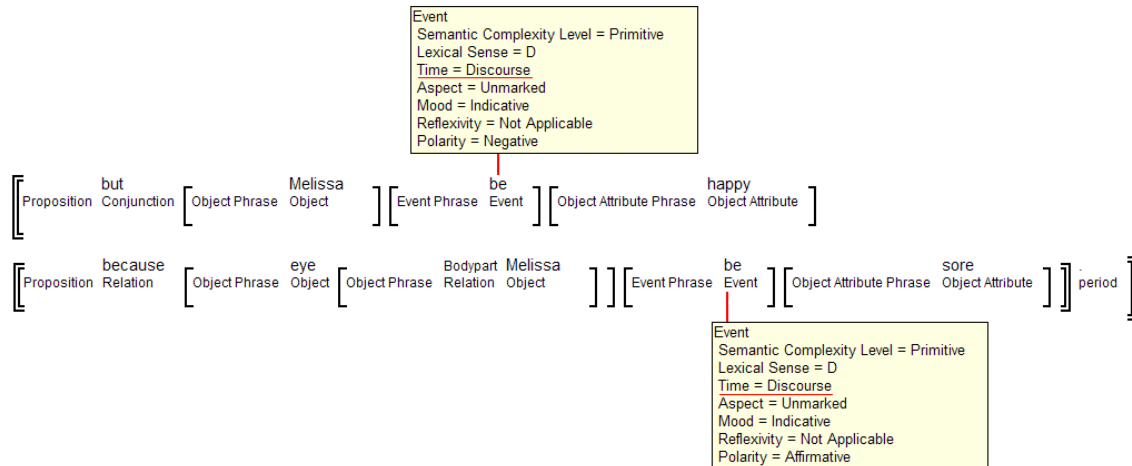 Event
Semantic Complexity Level = Primitive
Lexical Sense = D
Time = Discourse
Aspect = Unmarked
Mood = Indicative
Reflexivity = Not Applicable
Polarity = Negative
but Melissa be happy
Proposition Conjunction Object Phrase Object Event Phrase Event Object Attribute Phrase Object Attribute
because eye Bodypart Melissa be sore .
Proposition Relation Object Phrase Object Object Phrase Relation Object Event Phrase Event Object Attribute Phrase Object Attribute period
Event
Semantic Complexity Level = Primitive
Lexical Sense = D
Time = Discourse
Aspect = Unmarked
Mood = Indicative
Reflexivity = Not Applicable
Polarity = Affirmative